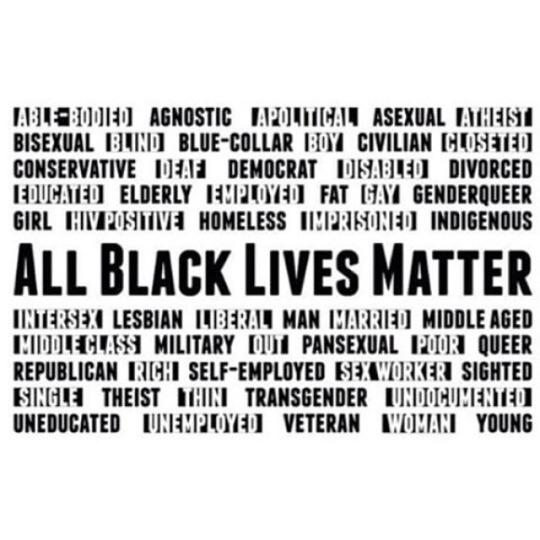 ABLE-BODIED AGNOSTIC APOLITICAL ASEXUAL ATHEIST
BISEXUAL BLIND BLUE-COLLAR BOY CIVILIAN CLOSETED
CONSERVATIVE DEAF DEMOCRAT DISABLED DIVORCED
EDUCATED ELDERLY EMPLOYED FAT GAY GENDERQUEER
GIRL HIV POSITIVE HOMELESS IMPRISONED INDIGENOUS
ALL BLACK LIVES MATTER
INTERSEX LESBIAN LIBERAL MAN MARRIED MIDDLE AGED
MIDDLE CLASS MILITARY OUT PANSEXUAL POOR QUEER
REPUBLICAN RICH SELF-EMPLOYED SEX WORKER SIGHTED
SINGLE THEIST THIN TRANSGENDER UNDOCUMENTED
UNEDUCATED UNEMPLOYED VETERAN WOMAN YOUNG